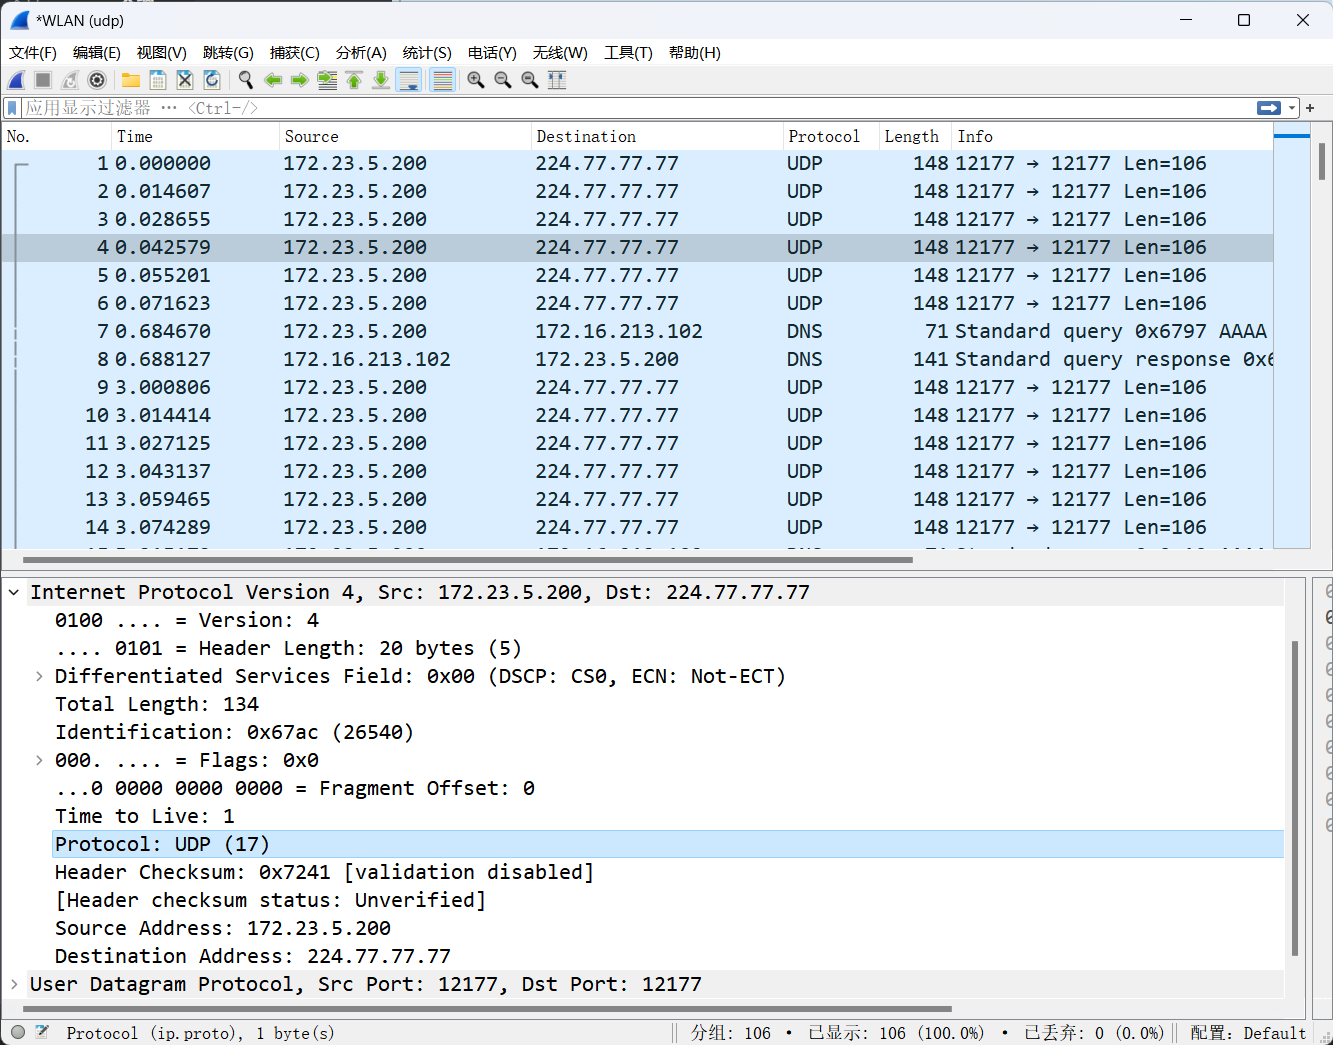 *WLAN (udp)
文件(F) 编辑(E) 视图(V) 跳转(G) 捕获(C) 分析(A) 统计(S) 电话(Y) 无线(W) 工具(T) 帮助(H)
应用显示过滤器 … <Ctrl-/>
No. Time Source Destination Protocol Length Info
1 0.000000 172.23.5.200 224.77.77.77 UDP 148 12177 → 12177 Len=106
2 0.014607 172.23.5.200 224.77.77.77 UDP 148 12177 → 12177 Len=106
3 0.028655 172.23.5.200 224.77.77.77 UDP 148 12177 → 12177 Len=106
4 0.042579 172.23.5.200 224.77.77.77 UDP 148 12177 → 12177 Len=106
5 0.055201 172.23.5.200 224.77.77.77 UDP 148 12177 → 12177 Len=106
6 0.071623 172.23.5.200 224.77.77.77 UDP 148 12177 → 12177 Len=106
7 0.684670 172.23.5.200 172.16.213.102 DNS 71 Standard query 0x6797 AAAA
8 0.688127 172.16.213.102 172.23.5.200 DNS 141 Standard query response 0x6
9 3.000806 172.23.5.200 224.77.77.77 UDP 148 12177 → 12177 Len=106
10 3.014414 172.23.5.200 224.77.77.77 UDP 148 12177 → 12177 Len=106
11 3.027125 172.23.5.200 224.77.77.77 UDP 148 12177 → 12177 Len=106
12 3.043137 172.23.5.200 224.77.77.77 UDP 148 12177 → 12177 Len=106
13 3.059465 172.23.5.200 224.77.77.77 UDP 148 12177 → 12177 Len=106
14 3.074289 172.23.5.200 224.77.77.77 UDP 148 12177 → 12177 Len=106
Internet Protocol Version 4, Src: 172.23.5.200, Dst: 224.77.77.77
0100 .... = Version: 4
.... 0101 = Header Length: 20 bytes (5)
Differentiated Services Field: 0x00 (DSCP: CS0, ECN: Not-ECT)
Total Length: 134
Identification: 0x67ac (26540)
000. .... = Flags: 0x0
...0 0000 0000 0000 = Fragment Offset: 0
Time to Live: 1
Protocol: UDP (17)
Header Checksum: 0x7241 [validation disabled]
[Header checksum status: Unverified]
Source Address: 172.23.5.200
Destination Address: 224.77.77.77
User Datagram Protocol, Src Port: 12177, Dst Port: 12177
Protocol (ip.proto), 1 byte(s) 分组: 106 • 已显示: 106 (100.0%) • 已丢弃: 0 (0.0%) 配置: Default